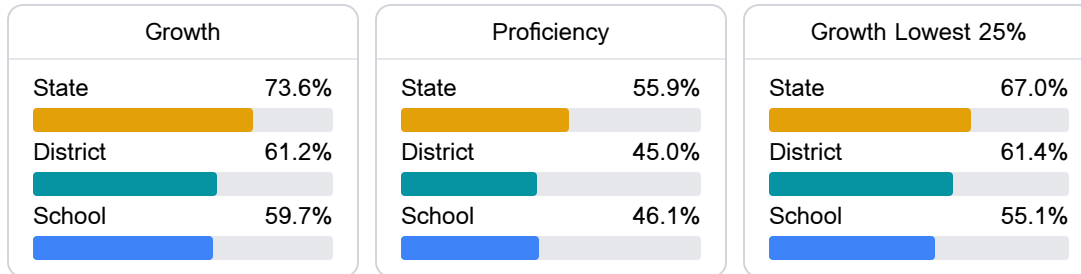 Growth
State 73.6%
District 61.2%
School 59.7%
Proficiency
State 55.9%
District 45.0%
School 46.1%
Growth Lowest 25%
State 67.0%
District 61.4%
School 55.1%